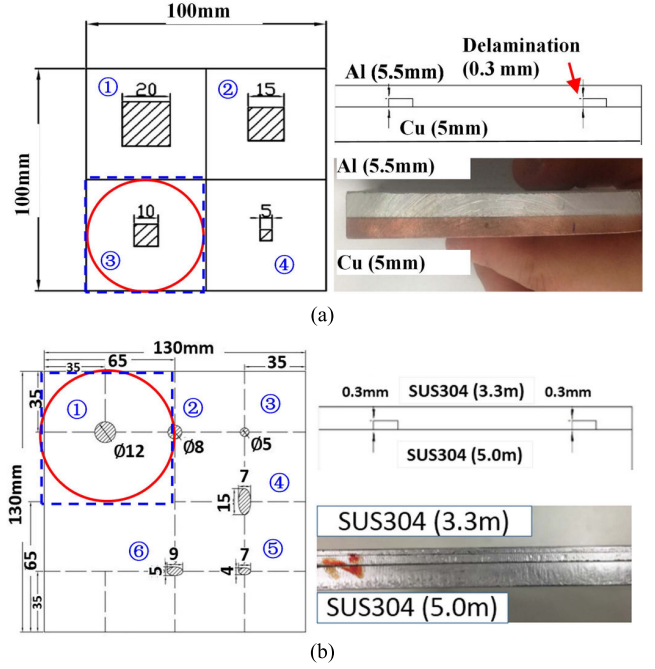 100mm
100mm
①
20
②
15
③
10
④
5
Delamination
(0.3 mm)
Al (5.5mm)
Cu (5mm)
Al (5.5mm)
Cu (5mm)
(a)
130mm
65
35
35
130mm
65
35
35
①
Ø12
②
Ø8
③
Ø5
④
7
15
⑥
9
5
⑤
7
4
0.3mm
SUS304 (3.3m)
0.3mm
SUS304 (5.0m)
SUS304 (3.3m)
SUS304 (5.0m)
(b)